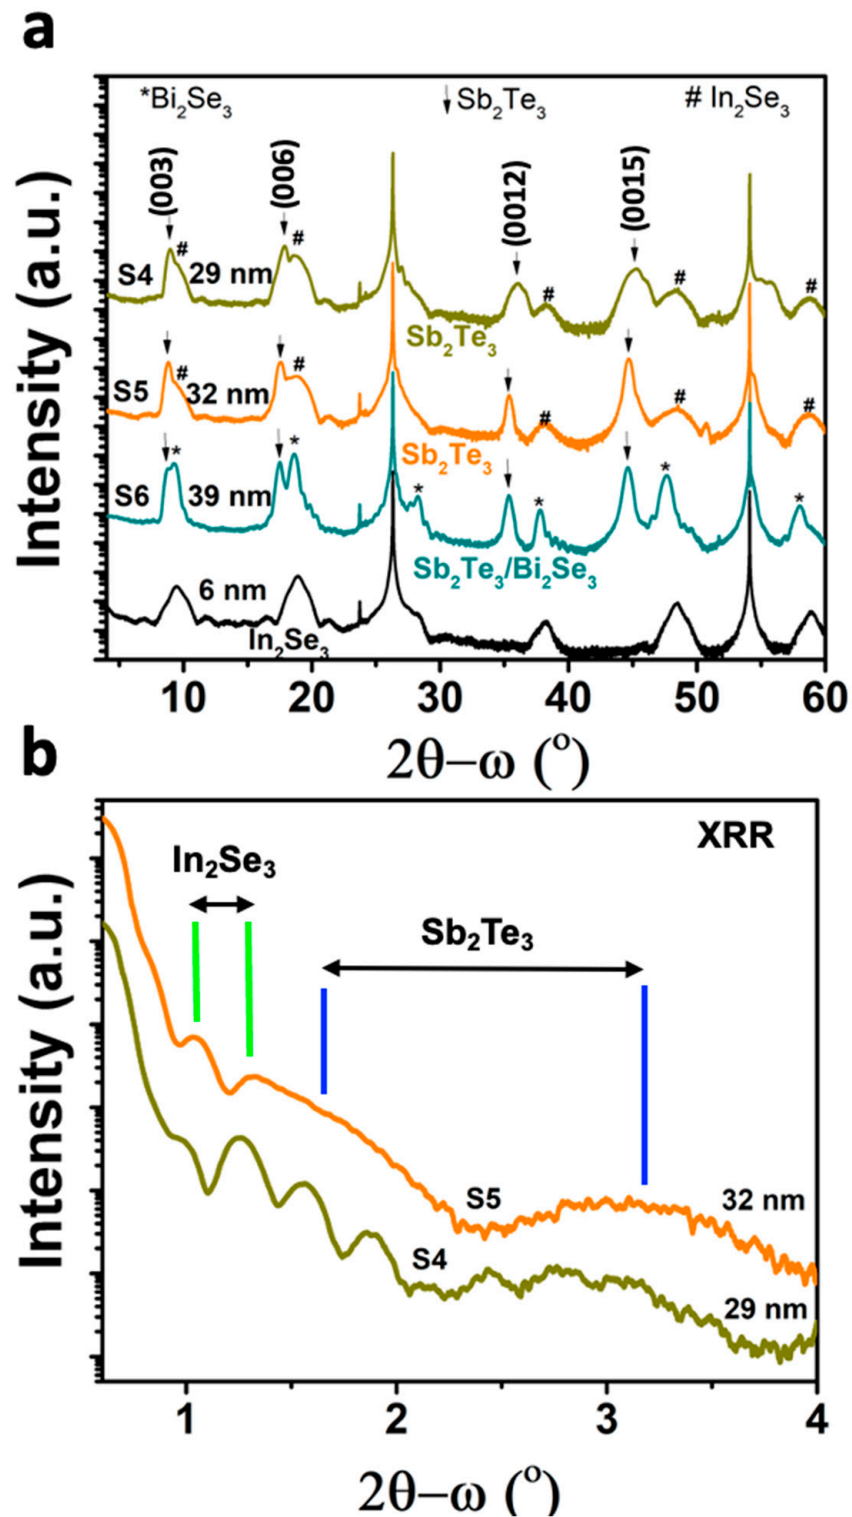 a
*Bi₂Se₃ ↓Sb₂Te₃ # In₂Se₃
(003) (006) (0012) (0015)
# # # # #
S4 29 nm
Sb₂Te₃
# # # # #
S5 32 nm
Sb₂Te₃
* * * * * *
S6 39 nm
Sb₂Te₃/Bi₂Se₃
6 nm
In₂Se₃
Intensity (a.u.)
10 20 30 40 50 60
2θ−ω (°)
b
XRR
In₂Se₃
Sb₂Te₃
S5 32 nm
S4 29 nm
Intensity (a.u.)
1 2 3 4
2θ−ω (°)